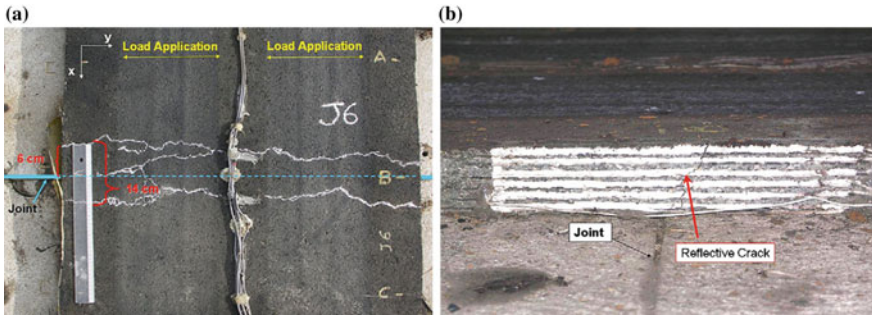 (a)
Load Application
Load Application
y
x
A-
J6
6 cm
14 cm
B-
Joint
J6
C-
(b)
Joint
Reflective Crack